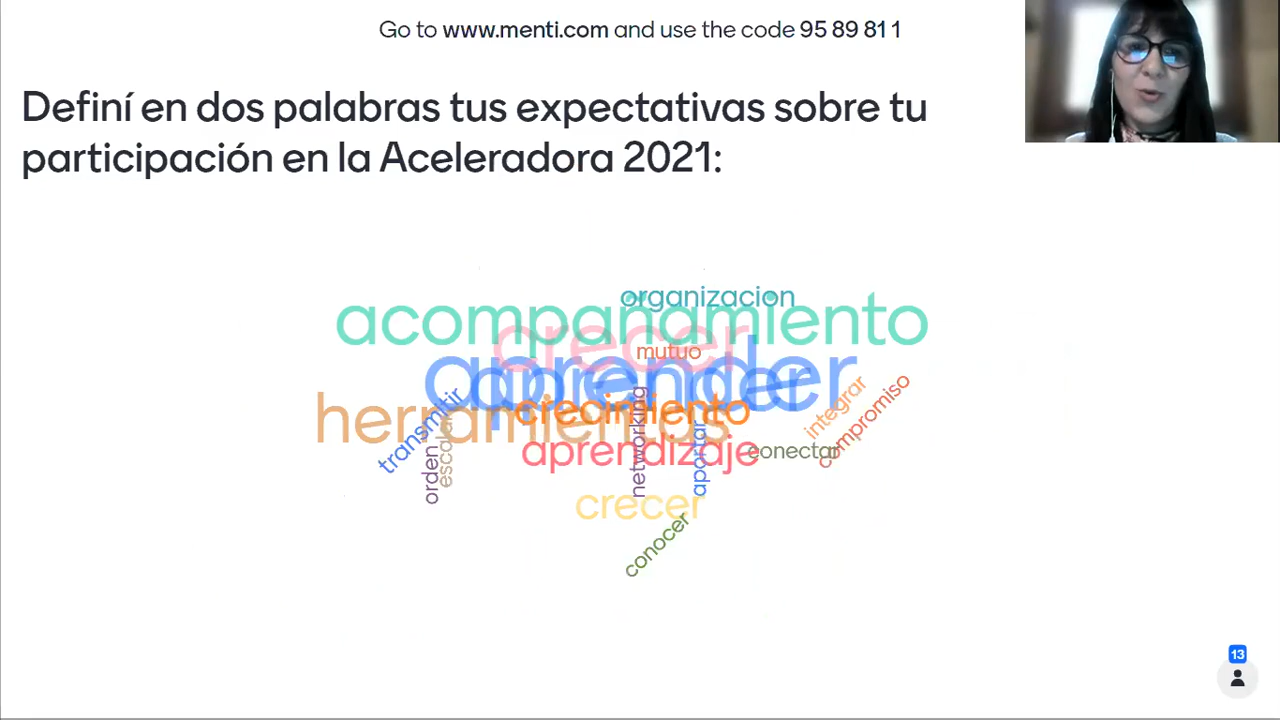 Go to www.menti.com and use the code 95 89 81 1
Definí en dos palabras tus expectativas sobre tu
participación en la Aceleradora 2021:
organizacion
acompanamiento
crecer
mutuo
aprender
herramientas
crecimiento
transmitir
orden
escalar
networking
aportar
integrar
compromiso
conectar
aprendizaje
crecer
conocer
13